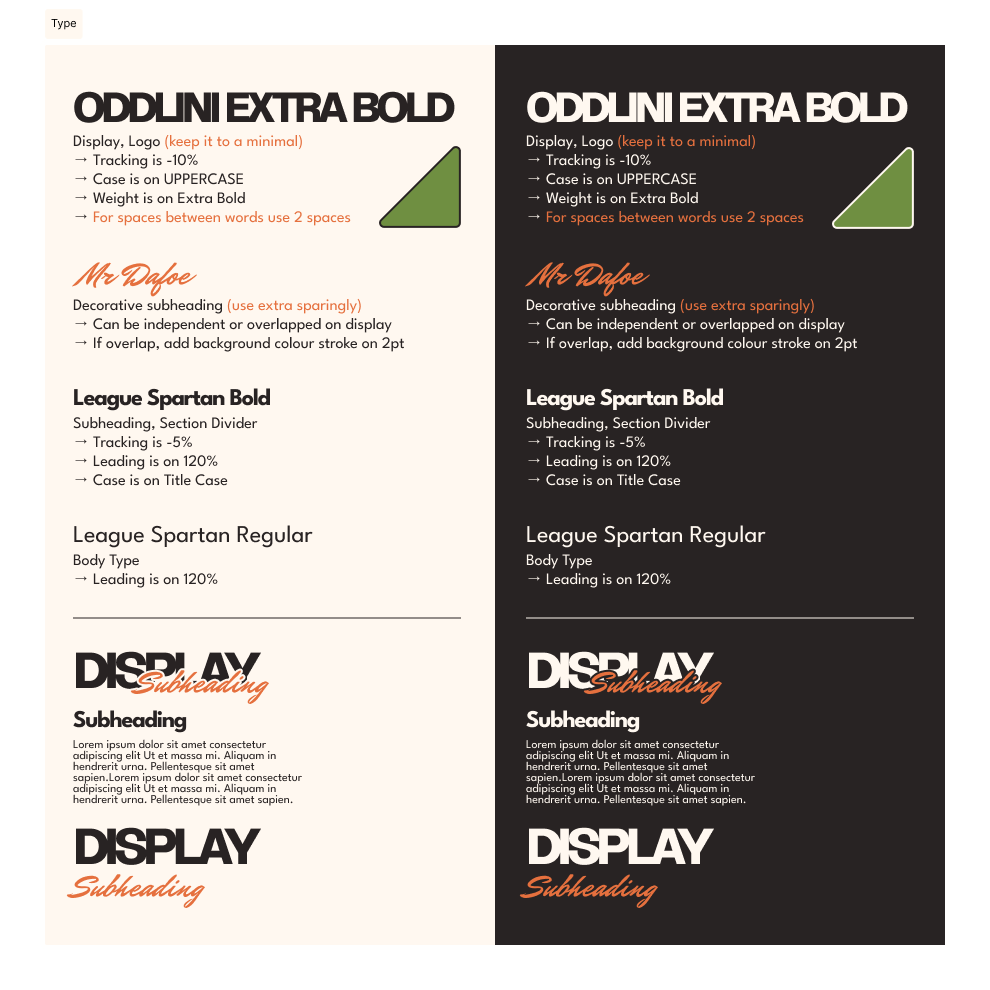 Type
ODDLINI EXTRA BOLD
Display, Logo (keep it to a minimal)
→ Tracking is -10%
→ Case is on UPPERCASE
→ Weight is on Extra Bold
→ For spaces between words use 2 spaces
Mr Dafoe
Decorative subheading (use extra sparingly)
→ Can be independent or overlapped on display
→ If overlap, add background colour stroke on 2pt
League Spartan Bold
Subheading, Section Divider
→ Tracking is -5%
→ Leading is on 120%
→ Case is on Title Case
League Spartan Regular
Body Type
→ Leading is on 120%
DISPLAY
Subheading
Subheading
Lorem ipsum dolor sit amet consectetur
adipiscing elit Ut et massa mi. Aliquam in
hendrerit urna. Pellentesque sit amet
sapien.Lorem ipsum dolor sit amet consectetur
adipiscing elit Ut et massa mi. Aliquam in
hendrerit urna. Pellentesque sit amet sapien.
DISPLAY
Subheading
ODDLINI EXTRA BOLD
Display, Logo (keep it to a minimal)
→ Tracking is -10%
→ Case is on UPPERCASE
→ Weight is on Extra Bold
→ For spaces between words use 2 spaces
Mr Dafoe
Decorative subheading (use extra sparingly)
→ Can be independent or overlapped on display
→ If overlap, add background colour stroke on 2pt
League Spartan Bold
Subheading, Section Divider
→ Tracking is -5%
→ Leading is on 120%
→ Case is on Title Case
League Spartan Regular
Body Type
→ Leading is on 120%
DISPLAY
Subheading
Subheading
Lorem ipsum dolor sit amet consectetur
adipiscing elit Ut et massa mi. Aliquam in
hendrerit urna. Pellentesque sit amet
sapien.Lorem ipsum dolor sit amet consectetur
adipiscing elit Ut et massa mi. Aliquam in
hendrerit urna. Pellentesque sit amet sapien.
DISPLAY
Subheading